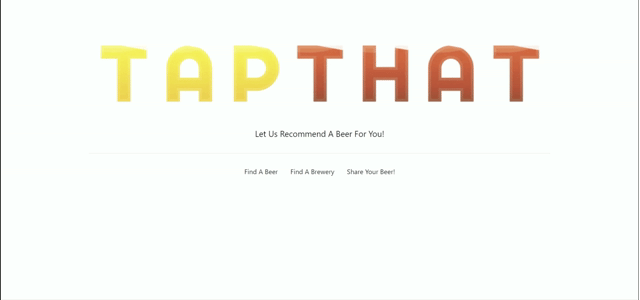 TAPTHAT
Let Us Recommend A Beer For You!
Find A Beer Find A Brewery Share Your Beer!